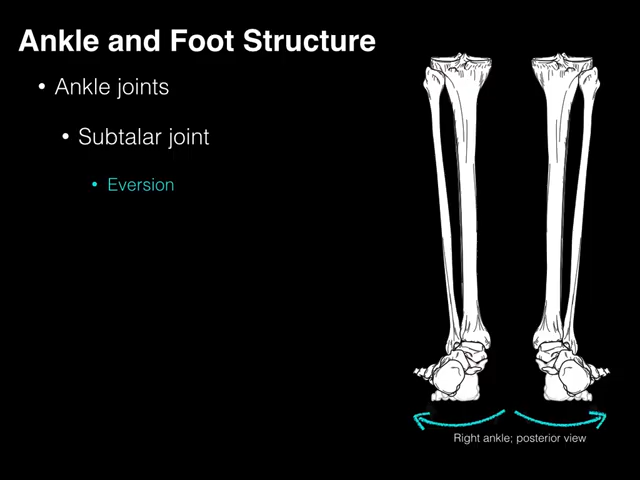 Ankle and Foot Structure
• Ankle joints
• Subtalar joint
• Eversion
Right ankle; posterior view